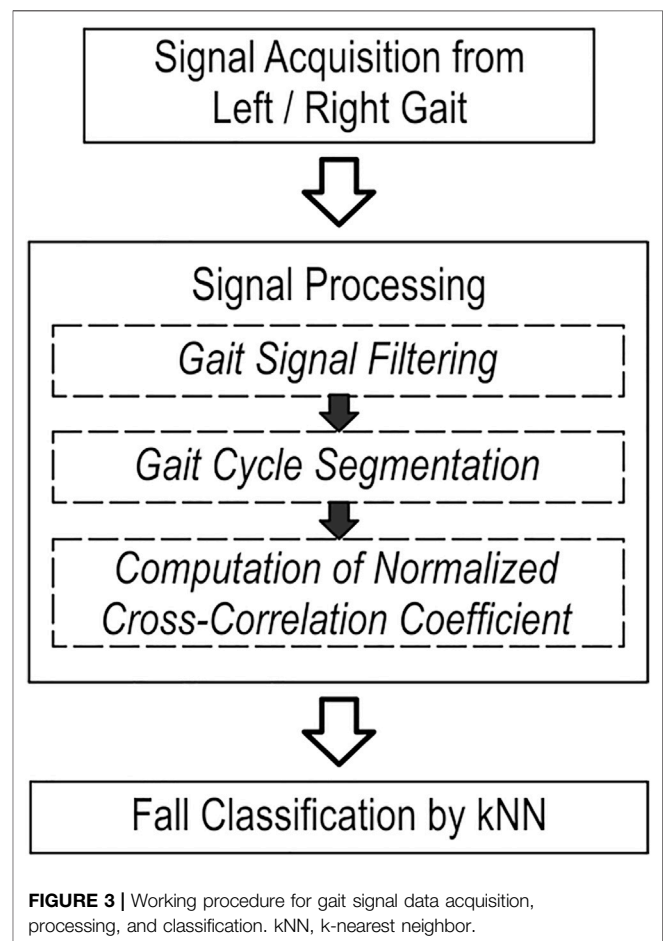 Signal Acquisition from
Left / Right Gait
Signal Processing
Gait Signal Filtering
Gait Cycle Segmentation
Computation of Normalized
Cross-Correlation Coefficient
Fall Classification by kNN
FIGURE 3 | Working procedure for gait signal data acquisition,
processing, and classification. kNN, k-nearest neighbor.